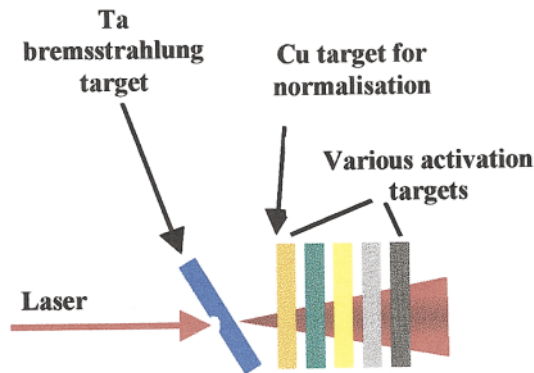 Ta
bremsstrahlung
target
Cu target for
normalisation
Various activation
targets
Laser